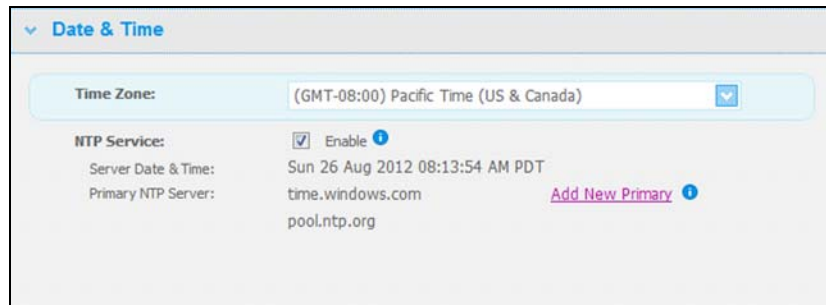 Date & Time
Time Zone: (GMT-08:00) Pacific Time (US & Canada)
NTP Service: Enable
Server Date & Time: Sun 26 Aug 2012 08:13:54 AM PDT
Primary NTP Server: time.windows.com Add New Primary
pool.ntp.org